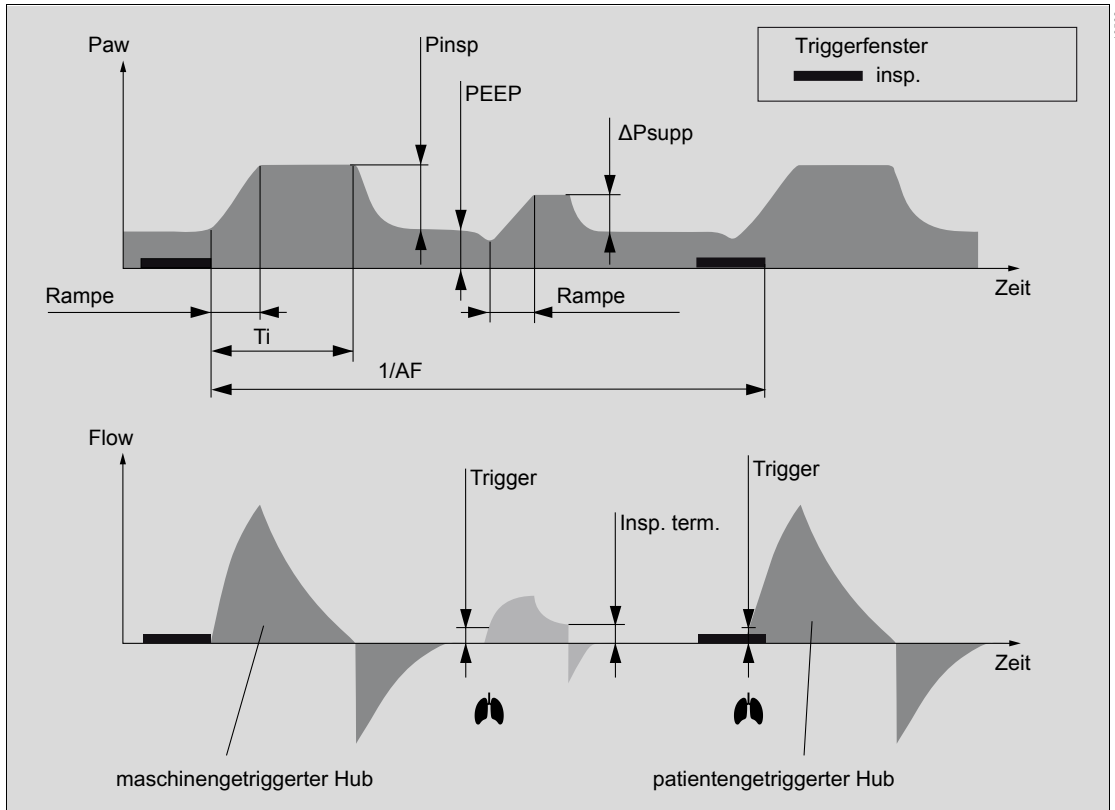 Paw
Pinsp
PEEP
ΔPsupp
Triggerfenster
insp.
Zeit
Rampe
Rampe
Ti
1/AF
Flow
Trigger
Insp. term.
Trigger
Zeit
maschinengetriggerter Hub
patientengetriggerter Hub